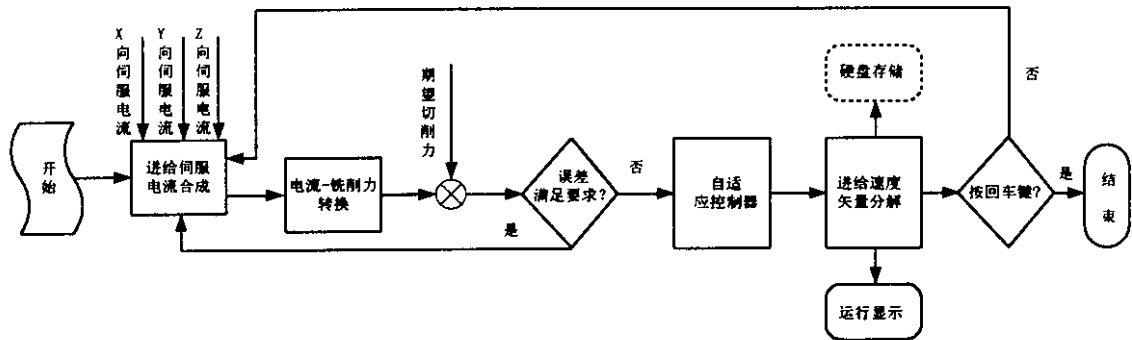 开
始
X向伺服电流
Y向伺服电流
Z向伺服电流
进给伺服
电流合成
电流-铣削力
转换
期望切削力
误差
满足要求?
是
否
自适
应控制器
硬盘存储
进给速度
矢量分解
运行显示
按回车键?
否
是
结
束